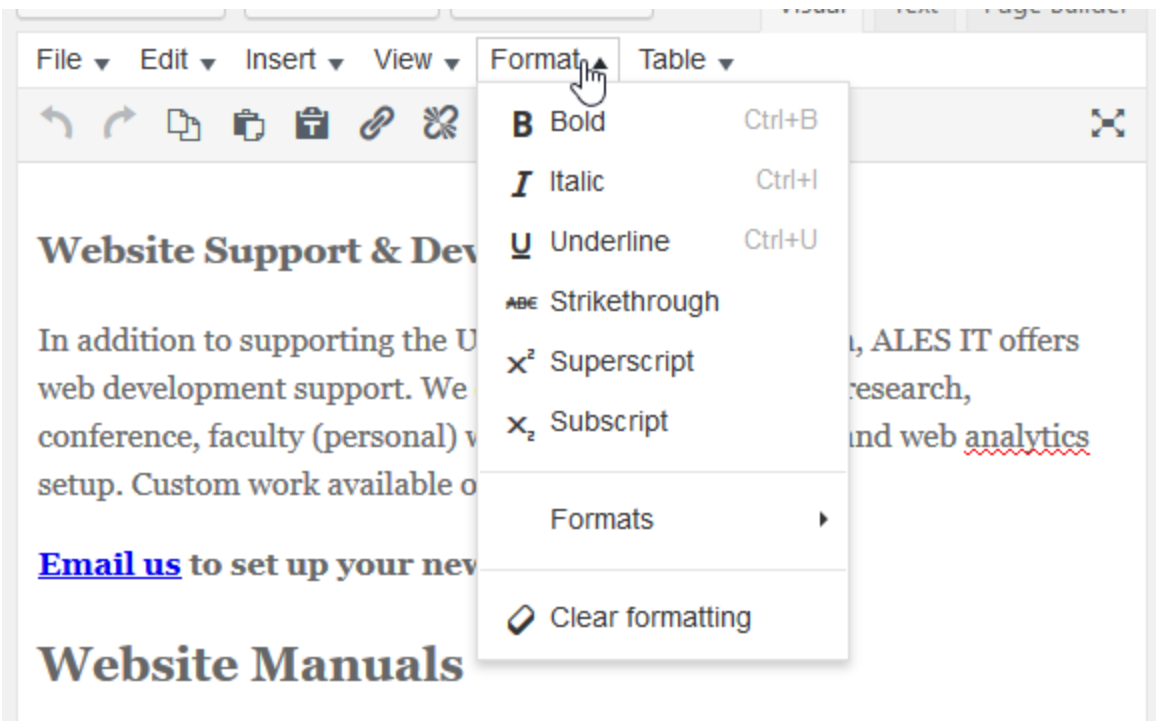 Visual Text Page Builder
File Edit Insert View Format Table
B Bold Ctrl+B
I Italic Ctrl+I
U Underline Ctrl+U
ABE Strikethrough
x² Superscript
x₂ Subscript
Formats
Clear formatting
Website Support & Dev
In addition to supporting the U , ALES IT offers
web development support. We research,
conference, faculty (personal) and web analytics
setup. Custom work available
Email us to set up your new
Website Manuals